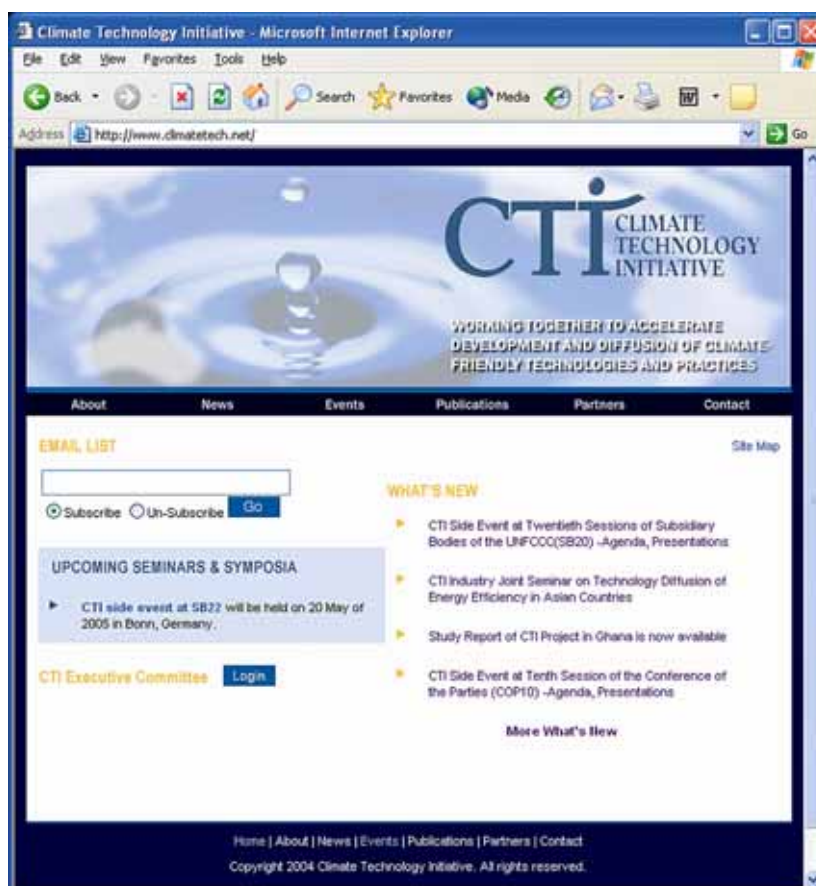 Climate Technology Initiative - Microsoft Internet Explorer
File Edit View Favorites Tools Help
Back Search Favorites Media
Address http://www.climatetech.net/ Go
CTI CLIMATE
TECHNOLOGY
INITIATIVE
WORKING TOGETHER TO ACCELERATE
DEVELOPMENT AND DIFFUSION OF CLIMATE-
FRIENDLY TECHNOLOGIES AND PRACTICES
About News Events Publications Partners Contact
Site Map
EMAIL LIST
Subscribe Un-Subscribe Go
UPCOMING SEMINARS & SYMPOSIA
CTI side event at SB22 will be held on 20 May of
2005 in Bonn, Germany.
CTI Executive Committee Login
WHAT'S NEW
CTI Side Event at Twentieth Sessions of Subsidiary
Bodies of the UNFCCC(SB20) -Agenda, Presentations
CTI Industry Joint Seminar on Technology Diffusion of
Energy Efficiency in Asian Countries
Study Report of CTI Project in Ghana is now available
CTI Side Event at Tenth Session of the Conference of
the Parties (COP10) -Agenda, Presentations
More What's New
Home | About | News | Events | Publications | Partners | Contact
Copyright 2004 Climate Technology Initiative. All rights reserved.